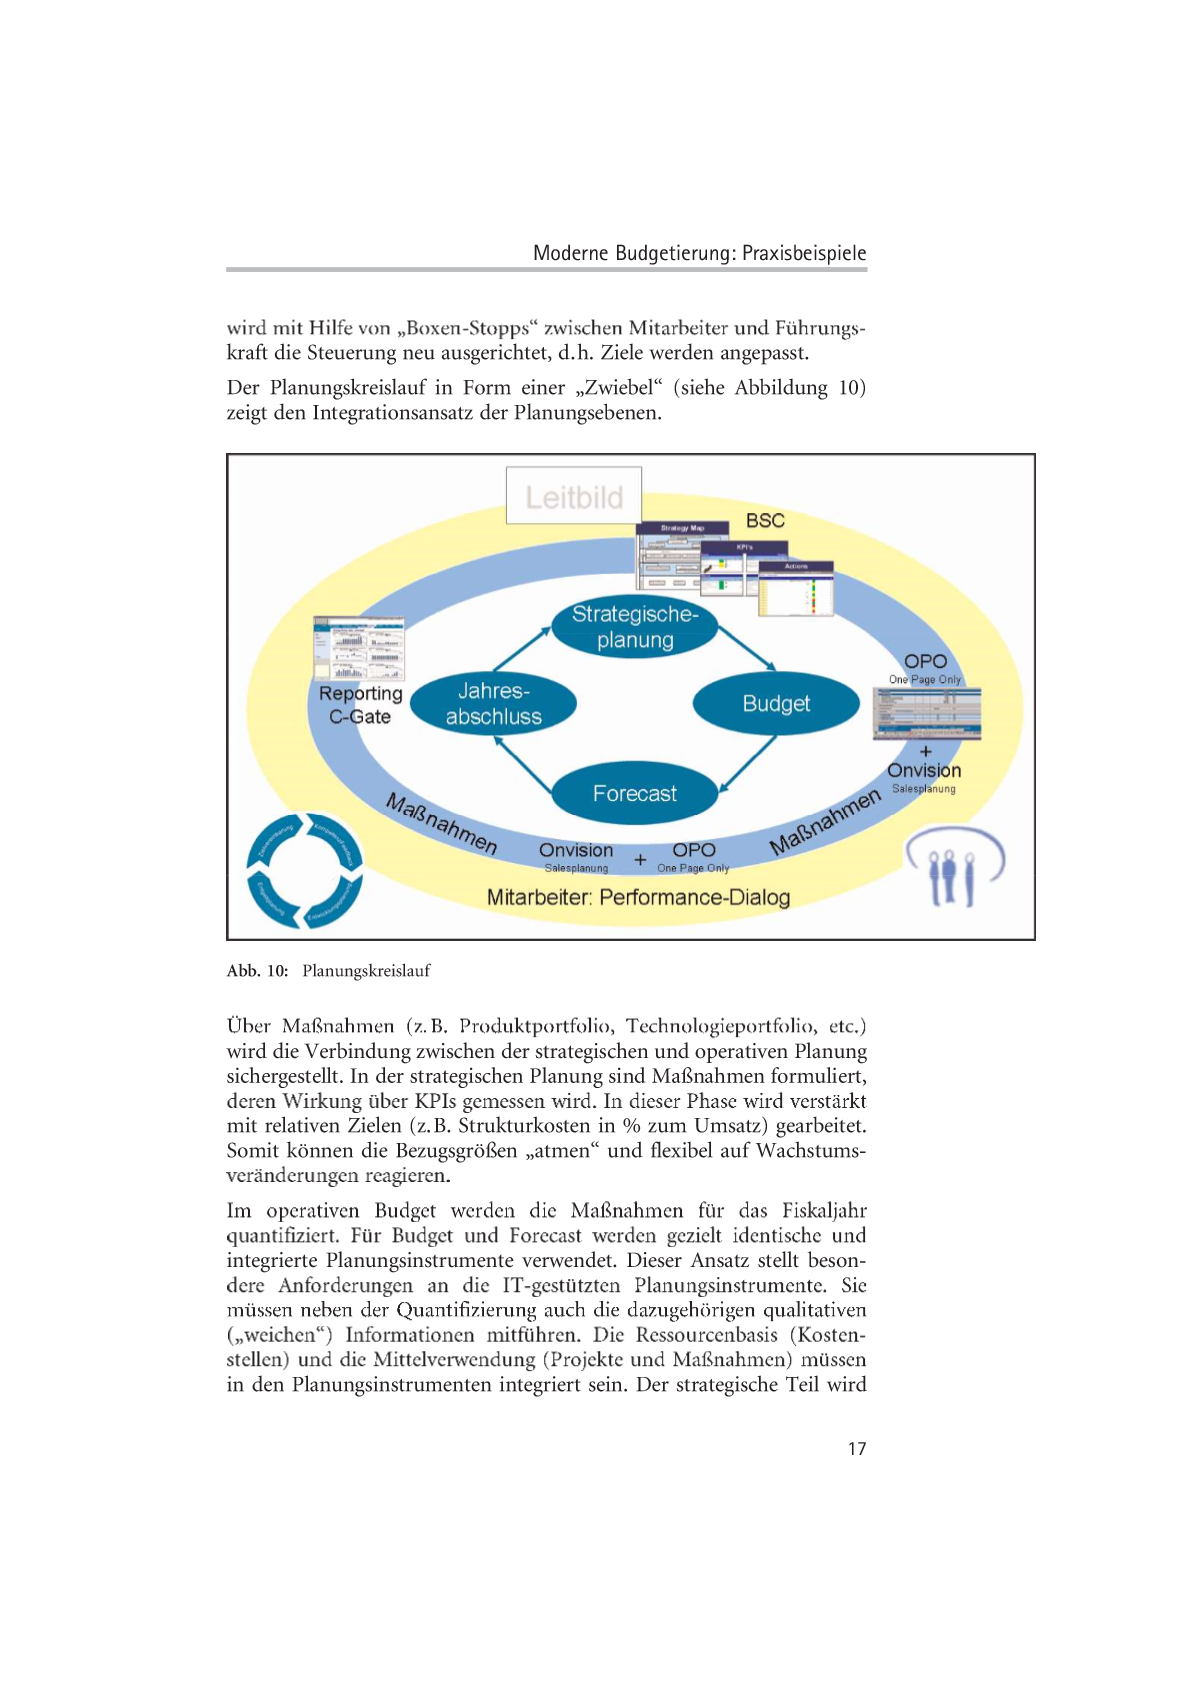 Moderne Budgetierung: Praxisbeispiele
wird mit Hilfe von „Boxen-Stopps“ zwischen Mitarbeiter und Führungs-
kraft die Steuerung neu ausgerichtet, d.h. Ziele werden angepasst.
Der Planungskreislauf in Form einer „Zwiebel“ (siehe Abbildung 10)
zeigt den Integrationsansatz der Planungsebenen.
Leitbild
BSC
Strategy Map
KPI's
Actions
Strategische-
planung
Jahres-
abschluss
Budget
Forecast
Reporting
C-Gate
OPO
One Page Only
+
Onvision
Salesplanung
Maßnahmen
Maßnahmen
Onvision
Salesplanung
+
OPO
One Page Only
Mitarbeiter: Performance-Dialog
Abb. 10: Planungskreislauf
Über Maßnahmen (z.B. Produktportfolio, Technologieportfolio, etc.)
wird die Verbindung zwischen der strategischen und operativen Planung
sichergestellt. In der strategischen Planung sind Maßnahmen formuliert,
deren Wirkung über KPIs gemessen wird. In dieser Phase wird verstärkt
mit relativen Zielen (z.B. Strukturkosten in % zum Umsatz) gearbeitet.
Somit können die Bezugsgrößen „atmen“ und flexibel auf Wachstums-
veränderungen reagieren.
Im operativen Budget werden die Maßnahmen für das Fiskaljahr
quantifiziert. Für Budget und Forecast werden gezielt identische und
integrierte Planungsinstrumente verwendet. Dieser Ansatz stellt beson-
dere Anforderungen an die IT-gestützten Planungsinstrumente. Sie
müssen neben der Quantifizierung auch die dazugehörigen qualitativen
(„weichen“) Informationen mitführen. Die Ressourcenbasis (Kosten-
stellen) und die Mittelverwendung (Projekte und Maßnahmen) müssen
in den Planungsinstrumenten integriert sein. Der strategische Teil wird
17